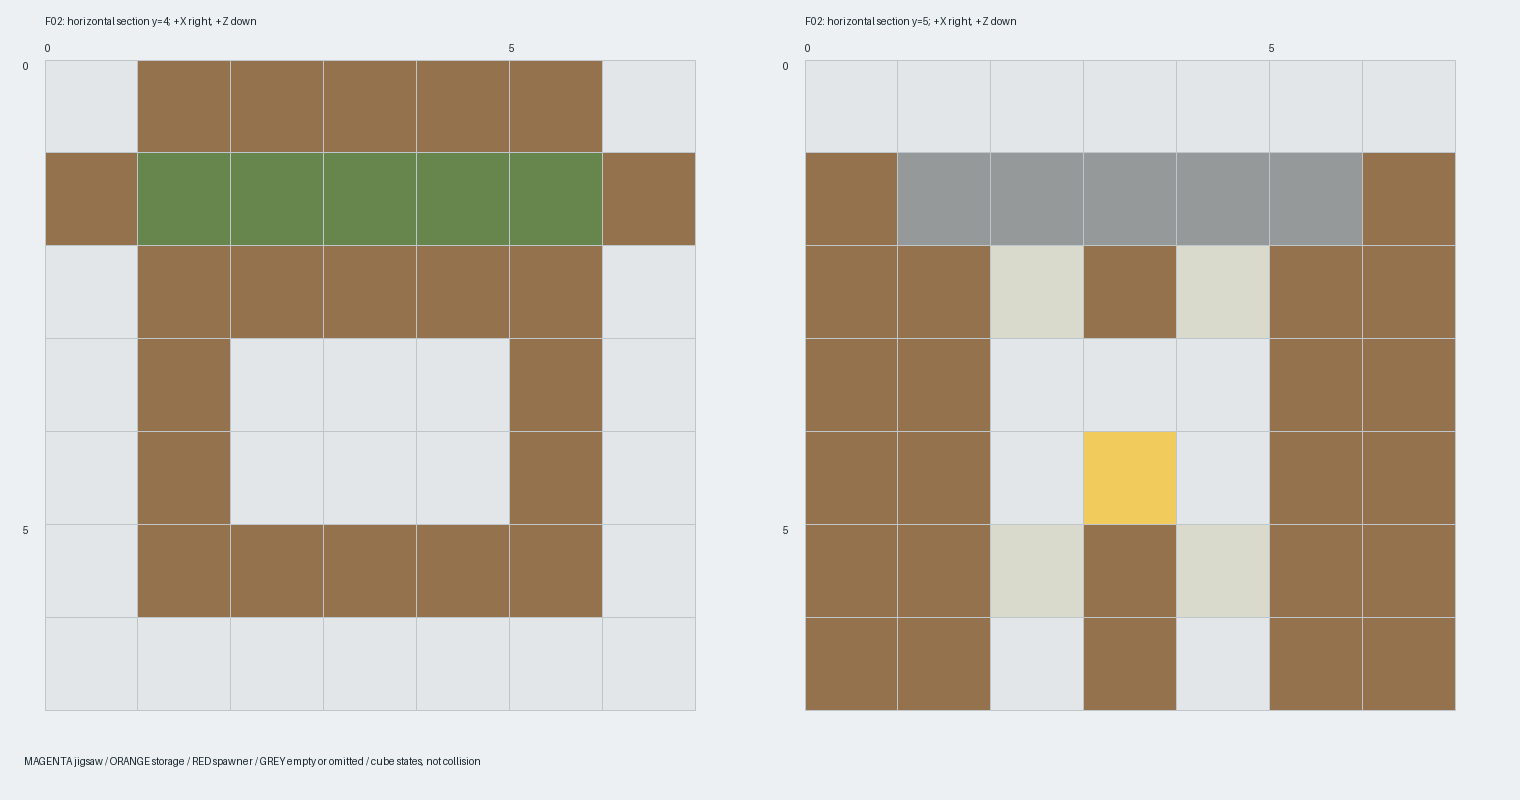 F02: horizontal section y=4; +X right, +Z down
F02: horizontal section y=5; +X right, +Z down
0 5
0 5
0
0
5
5
MAGENTA jigsaw / ORANGE storage / RED spawner / GREY empty or omitted / cube states, not collision